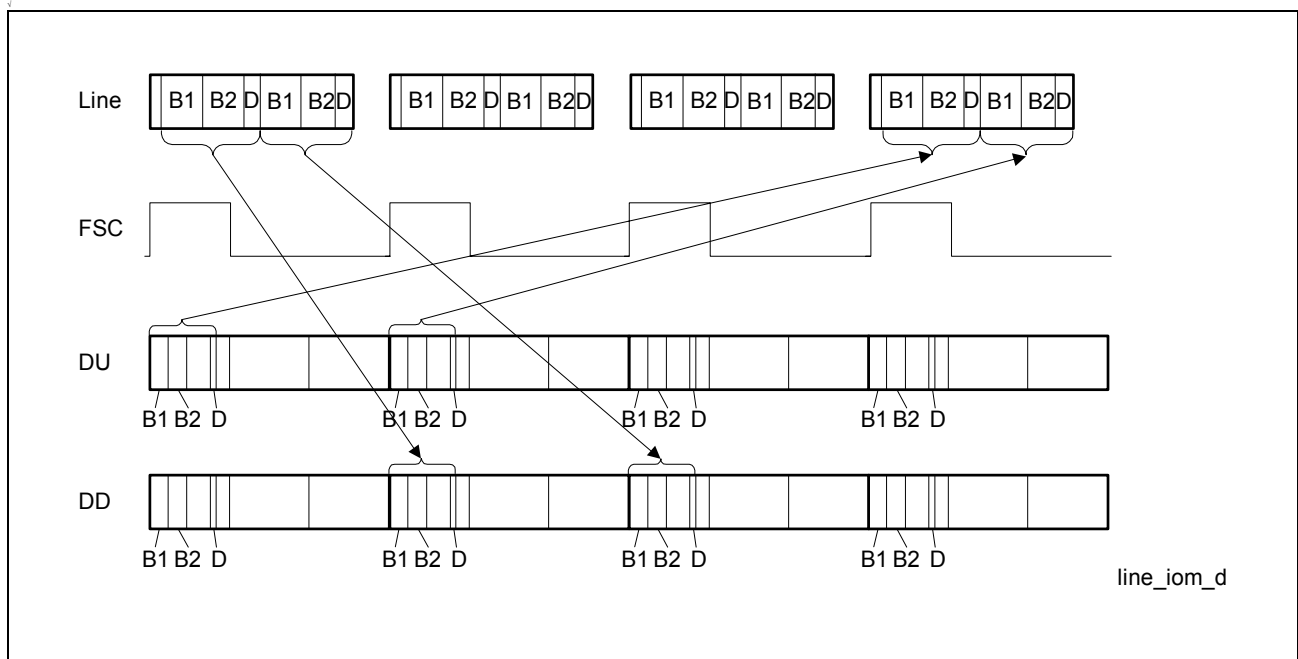 Line B1 B2 D B1 B2 D B1 B2 D B1 B2 D B1 B2 D B1 B2 D B1 B2 D B1 B2 D
FSC
DU
B1 B2 D B1 B2 D B1 B2 D B1 B2 D
DD
B1 B2 D B1 B2 D B1 B2 D B1 B2 D
line_iom_d